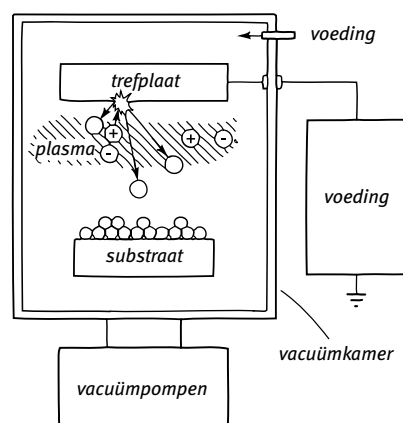 voeding
trefplaat
+
+
-
plasma
-
voeding
substraat
vacuümkamer
vacuümpompen